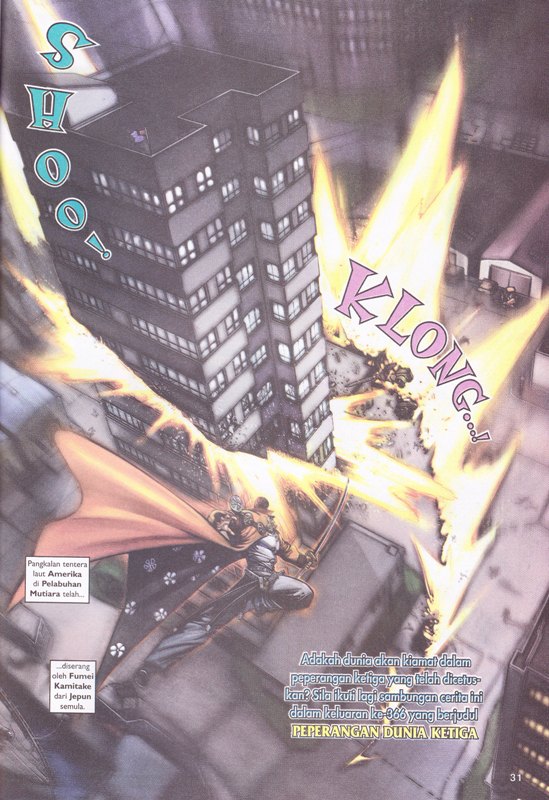 SHOO!
KLONG...!
Pangkalan tentera
laut Amerika
di Pelabuhan
Mutiara telah...
...diserang
oleh Fumei
Kamitake
dari Jepun
semula.
Adakah dunia akan kiamat dalam
peperangan ketiga yang telah dicetus-
kan? Sila ikuti lagi sambungan cerita ini
dalam keluaran ke-366 yang berjudul
PEPERANGAN DUNIA KETIGA
31